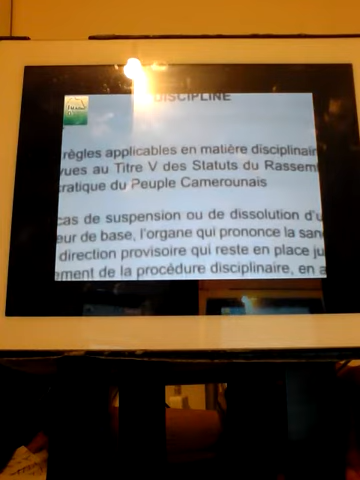 DISCIPLINE
règles applicables en matière disciplinair
vues au Titre V des Statuts du Rassem
cratique du Peuple Camerounais
cas de suspension ou de dissolution d'u
eur de base, l'organe qui prononce la san
direction provisoire qui reste en place ju
ement de la procédure disciplinaire, en a